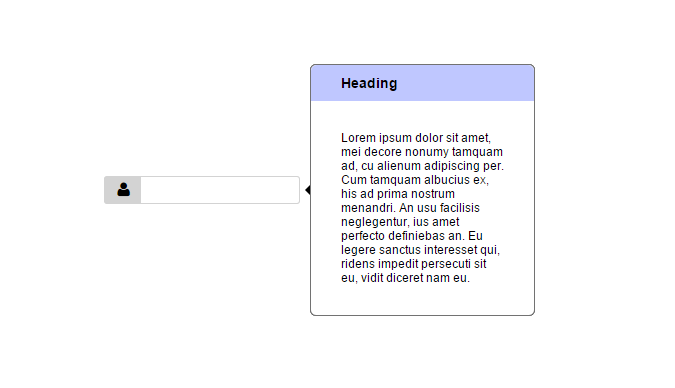 Heading
Lorem ipsum dolor sit amet,
mei decore nonumy tamquam
ad, cu alienum adipiscing per.
Cum tamquam albucius ex,
his ad prima nostrum
menandri. An usu facilisis
neglegentur, ius amet
perfecto definiebas an. Eu
legere sanctus interesset qui,
ridens impedit persecuti sit
eu, vidit diceret nam eu.